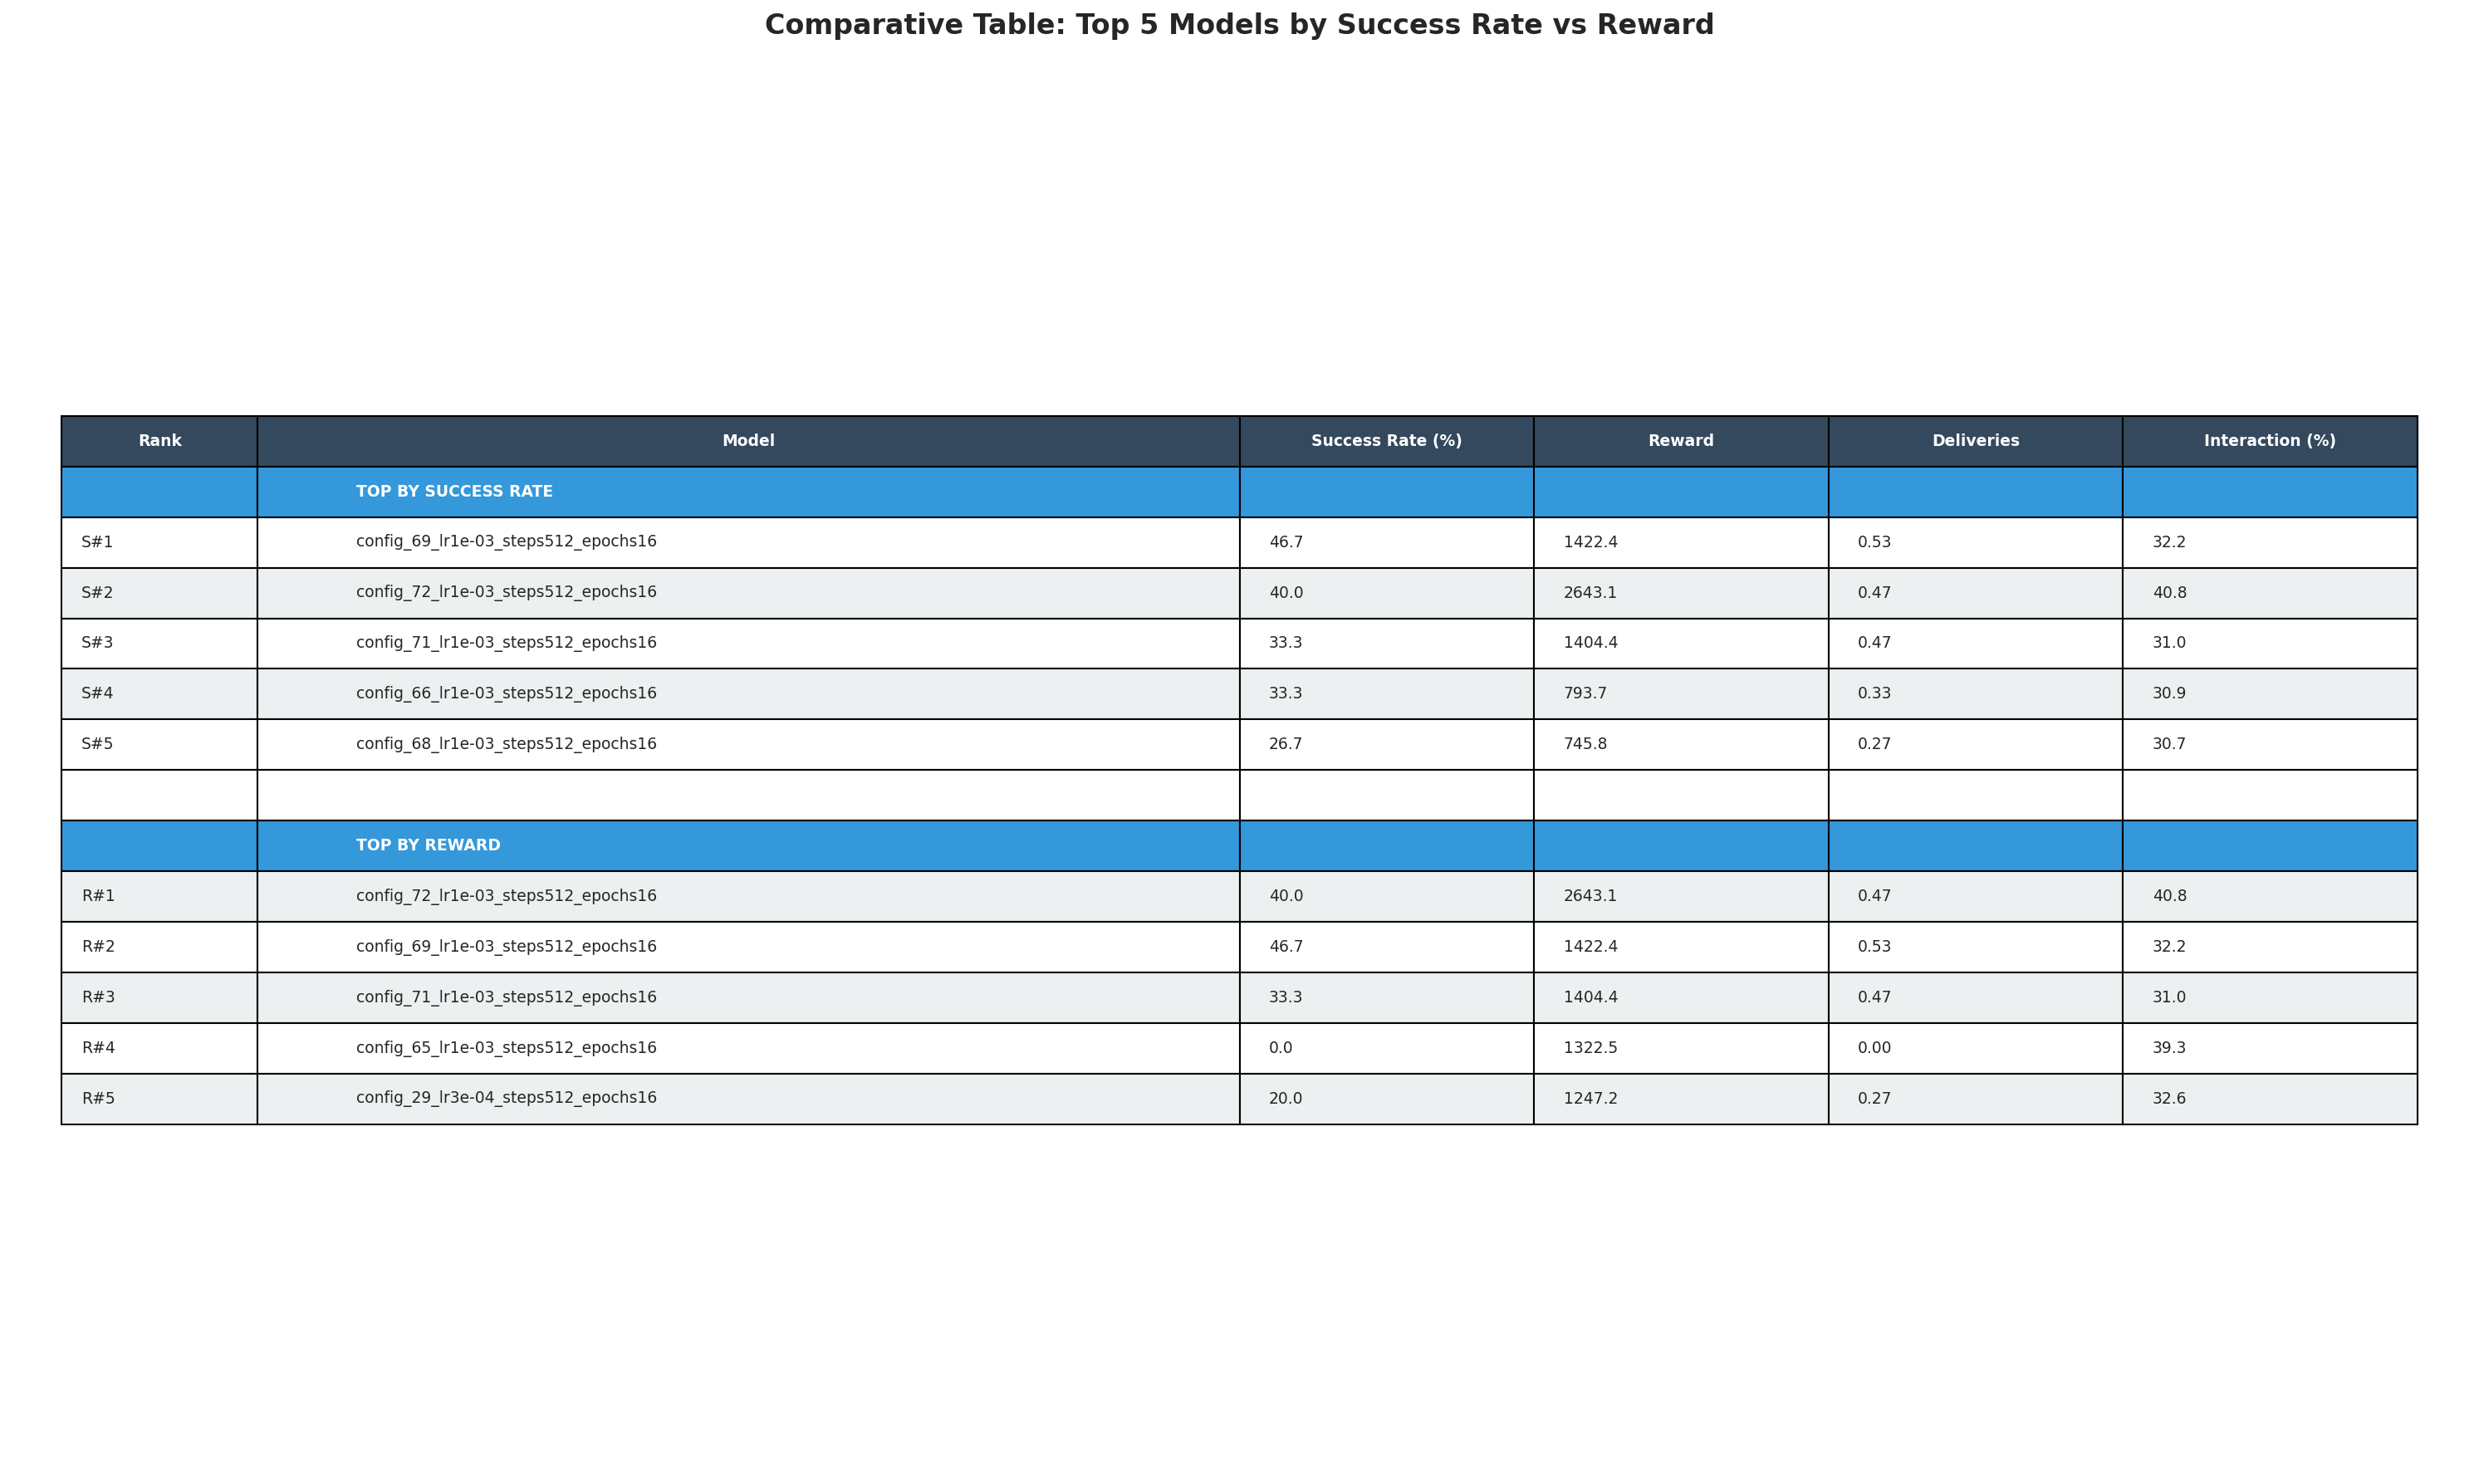 Comparative Table: Top 5 Models by Success Rate vs Reward
Rank Model Success Rate (%) Reward Deliveries Interaction (%)
TOP BY SUCCESS RATE
S#1 config_69_lr1e-03_steps512_epochs16 46.7 1422.4 0.53 32.2
S#2 config_72_lr1e-03_steps512_epochs16 40.0 2643.1 0.47 40.8
S#3 config_71_lr1e-03_steps512_epochs16 33.3 1404.4 0.47 31.0
S#4 config_66_lr1e-03_steps512_epochs16 33.3 793.7 0.33 30.9
S#5 config_68_lr1e-03_steps512_epochs16 26.7 745.8 0.27 30.7
TOP BY REWARD
R#1 config_72_lr1e-03_steps512_epochs16 40.0 2643.1 0.47 40.8
R#2 config_69_lr1e-03_steps512_epochs16 46.7 1422.4 0.53 32.2
R#3 config_71_lr1e-03_steps512_epochs16 33.3 1404.4 0.47 31.0
R#4 config_65_lr1e-03_steps512_epochs16 0.0 1322.5 0.00 39.3
R#5 config_29_lr3e-04_steps512_epochs16 20.0 1247.2 0.27 32.6